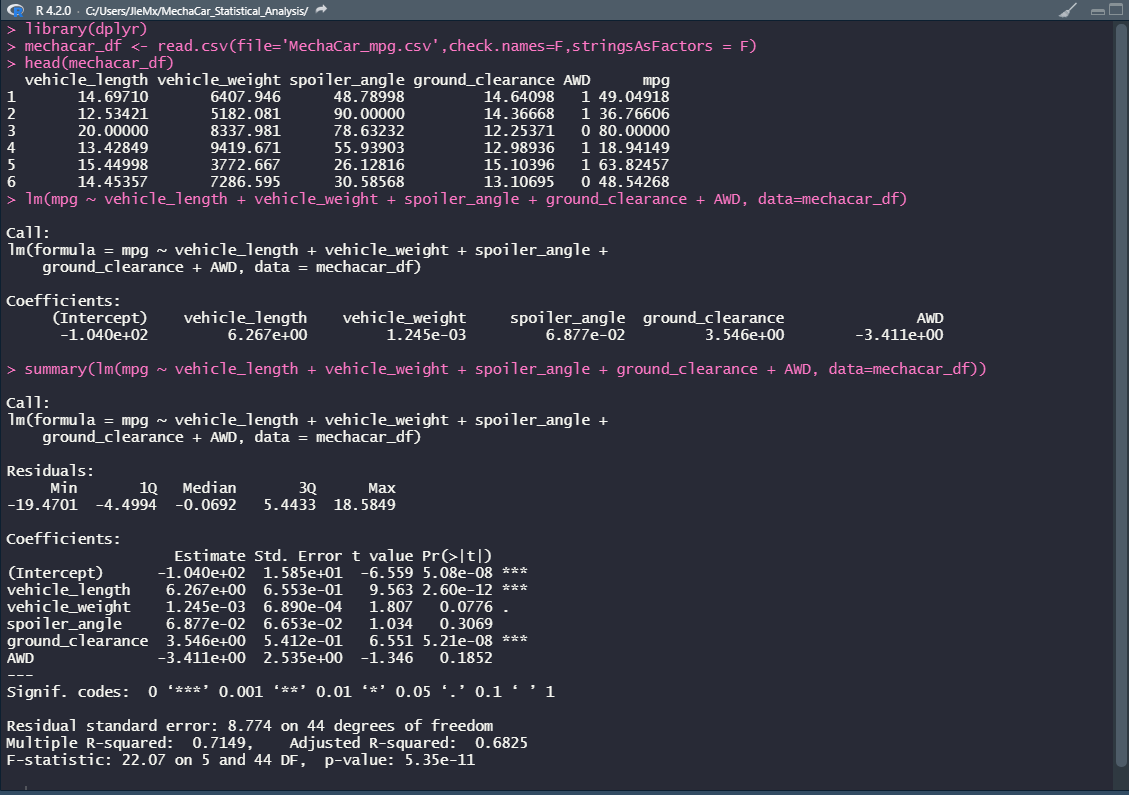 R 4.2.0 · C:/Users/JIeMx/MechaCar_Statistical_Analysis/
> library(dplyr)
> mechacar_df <- read.csv(file='MechaCar_mpg.csv',check.names=F,stringsAsFactors = F)
> head(mechacar_df)
  vehicle_length vehicle_weight spoiler_angle ground_clearance AWD      mpg
1       14.69710       6407.946      48.78998         14.64098   1 49.04918
2       12.53421       5182.081      90.00000         14.36668   1 36.76606
3       20.00000       8337.981      78.63232         12.25371   0 80.00000
4       13.42849       9419.671      55.93903         12.98936   1 18.94149
5       15.44998       3772.667      26.12816         15.10396   1 63.82457
6       14.45357       7286.595      30.58568         13.10695   0 48.54268
> lm(mpg ~ vehicle_length + vehicle_weight + spoiler_angle + ground_clearance + AWD, data=mechacar_df)
Call:
lm(formula = mpg ~ vehicle_length + vehicle_weight + spoiler_angle +
    ground_clearance + AWD, data = mechacar_df)
Coefficients:
     (Intercept)    vehicle_length    vehicle_weight     spoiler_angle  ground_clearance               AWD
      -1.040e+02         6.267e+00         1.245e-03         6.877e-02         3.546e+00        -3.411e+00
> summary(lm(mpg ~ vehicle_length + vehicle_weight + spoiler_angle + ground_clearance + AWD, data=mechacar_df))
Call:
lm(formula = mpg ~ vehicle_length + vehicle_weight + spoiler_angle +
    ground_clearance + AWD, data = mechacar_df)
Residuals:
     Min       1Q   Median       3Q      Max
-19.4701  -4.4994  -0.0692   5.4433  18.5849
Coefficients:
                   Estimate Std. Error t value Pr(>|t|)
(Intercept)      -1.040e+02  1.585e+01  -6.559 5.08e-08 ***
vehicle_length    6.267e+00  6.553e-01   9.563 2.60e-12 ***
vehicle_weight    1.245e-03  6.890e-04   1.807   0.0776 .
spoiler_angle     6.877e-02  6.653e-02   1.034   0.3069
ground_clearance  3.546e+00  5.412e-01   6.551 5.21e-08 ***
AWD              -3.411e+00  2.535e+00  -1.346   0.1852
---
Signif. codes:  0 ‘***’ 0.001 ‘**’ 0.01 ‘*’ 0.05 ‘.’ 0.1 ‘ ’ 1
Residual standard error: 8.774 on 44 degrees of freedom
Multiple R-squared:  0.7149,    Adjusted R-squared:  0.6825
F-statistic: 22.07 on 5 and 44 DF,  p-value: 5.35e-11